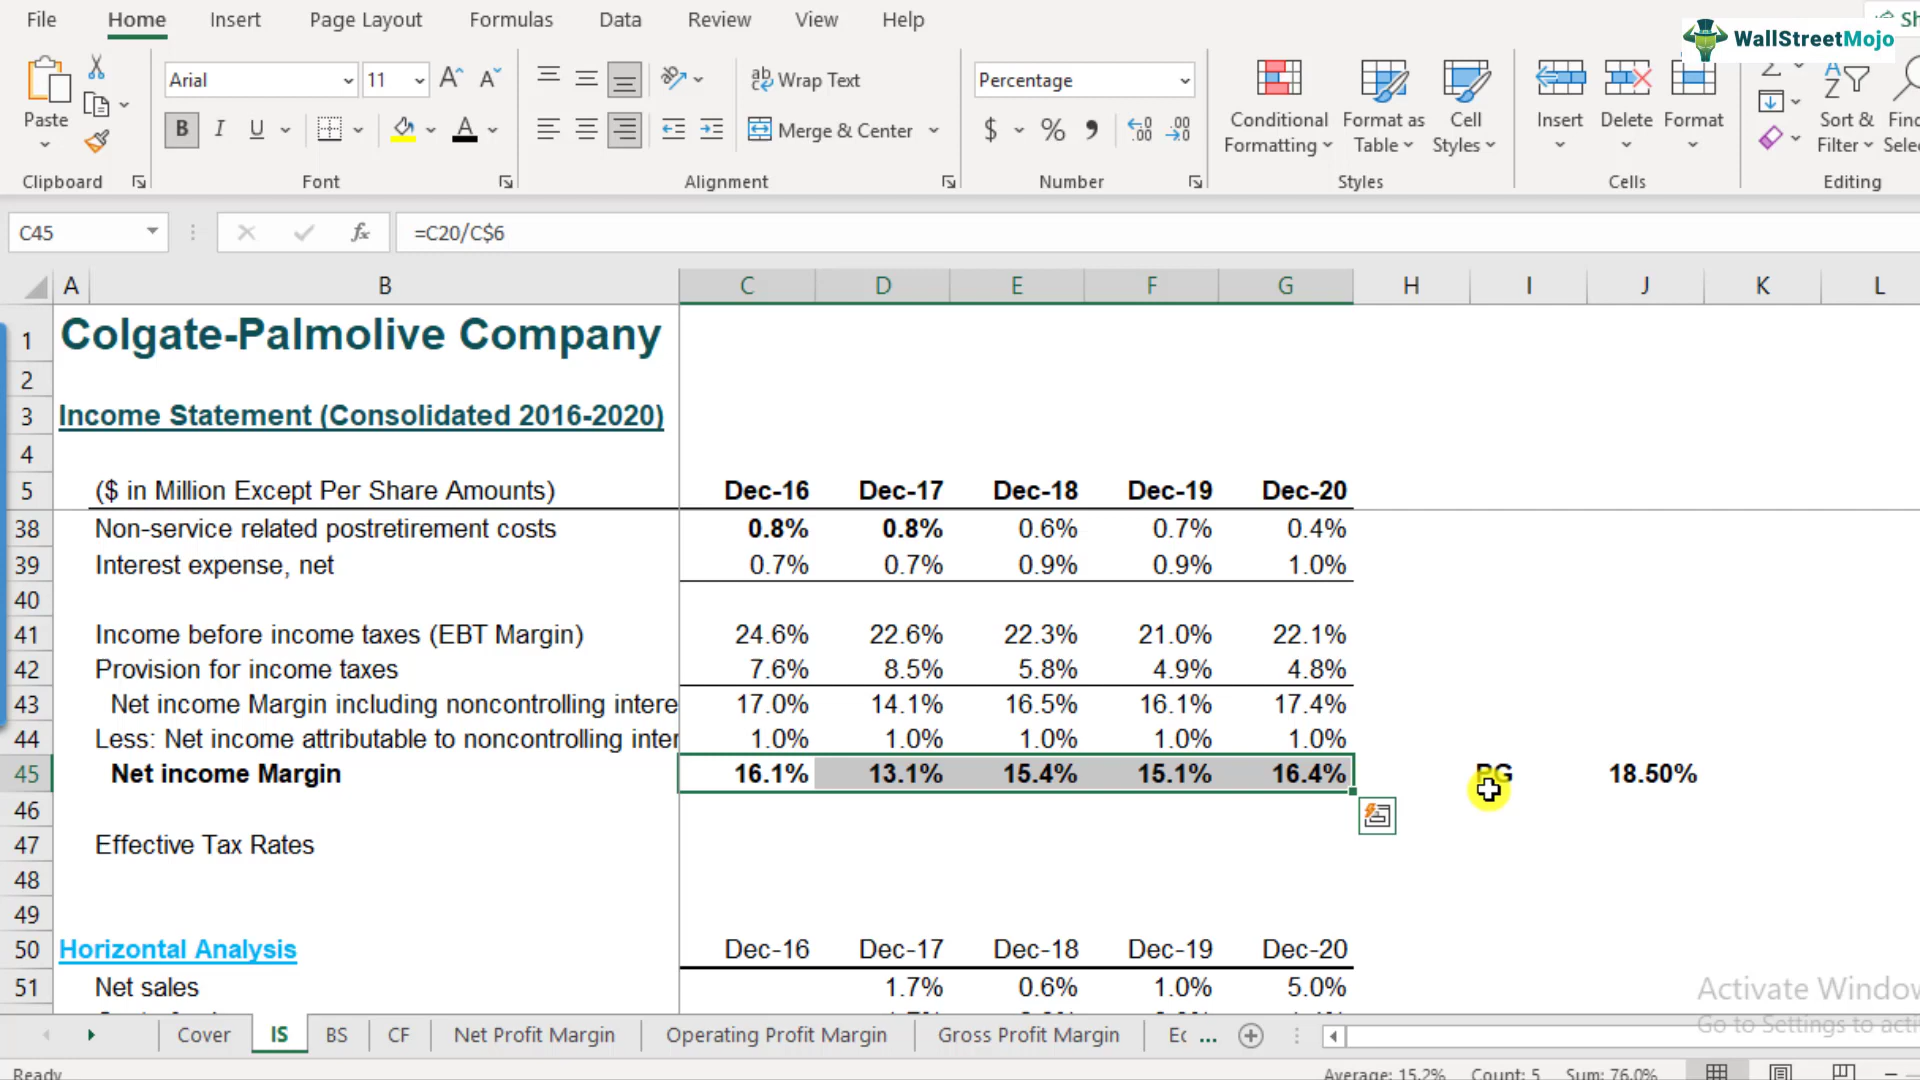 File Home Insert Page Layout Formulas Data Review View Help Sh
WallStreetMojo
Paste Arial 11 ab Wrap Text Percentage Conditional Formatting Format as Table Cell Styles Insert Delete Format Sort & Filter
B I U A Merge & Center $ % , .00
Clipboard Font Alignment Number Styles Cells Editing
C45 fx =C20/C$6
A B C D E F G H I J K L
1 Colgate-Palmolive Company
2
3 Income Statement (Consolidated 2016-2020)
4
5 ($ in Million Except Per Share Amounts) Dec-16 Dec-17 Dec-18 Dec-19 Dec-20
38 Non-service related postretirement costs 0.8% 0.8% 0.6% 0.7% 0.4%
39 Interest expense, net 0.7% 0.7% 0.9% 0.9% 1.0%
40
41 Income before income taxes (EBT Margin) 24.6% 22.6% 22.3% 21.0% 22.1%
42 Provision for income taxes 7.6% 8.5% 5.8% 4.9% 4.8%
43 Net income Margin including noncontrolling intere 17.0% 14.1% 16.5% 16.1% 17.4%
44 Less: Net income attributable to noncontrolling inter 1.0% 1.0% 1.0% 1.0% 1.0%
45 Net income Margin 16.1% 13.1% 15.4% 15.1% 16.4% PG 18.50%
46
47 Effective Tax Rates
48
49
50 Horizontal Analysis Dec-16 Dec-17 Dec-18 Dec-19 Dec-20
51 Net sales 1.7% 0.6% 1.0% 5.0%
Activate Window
Go to Settings to acti
Cover IS BS CF Net Profit Margin Operating Profit Margin Gross Profit Margin Ec ...
Ready Average: 15.2% Count: 5 Sum: 76.0%